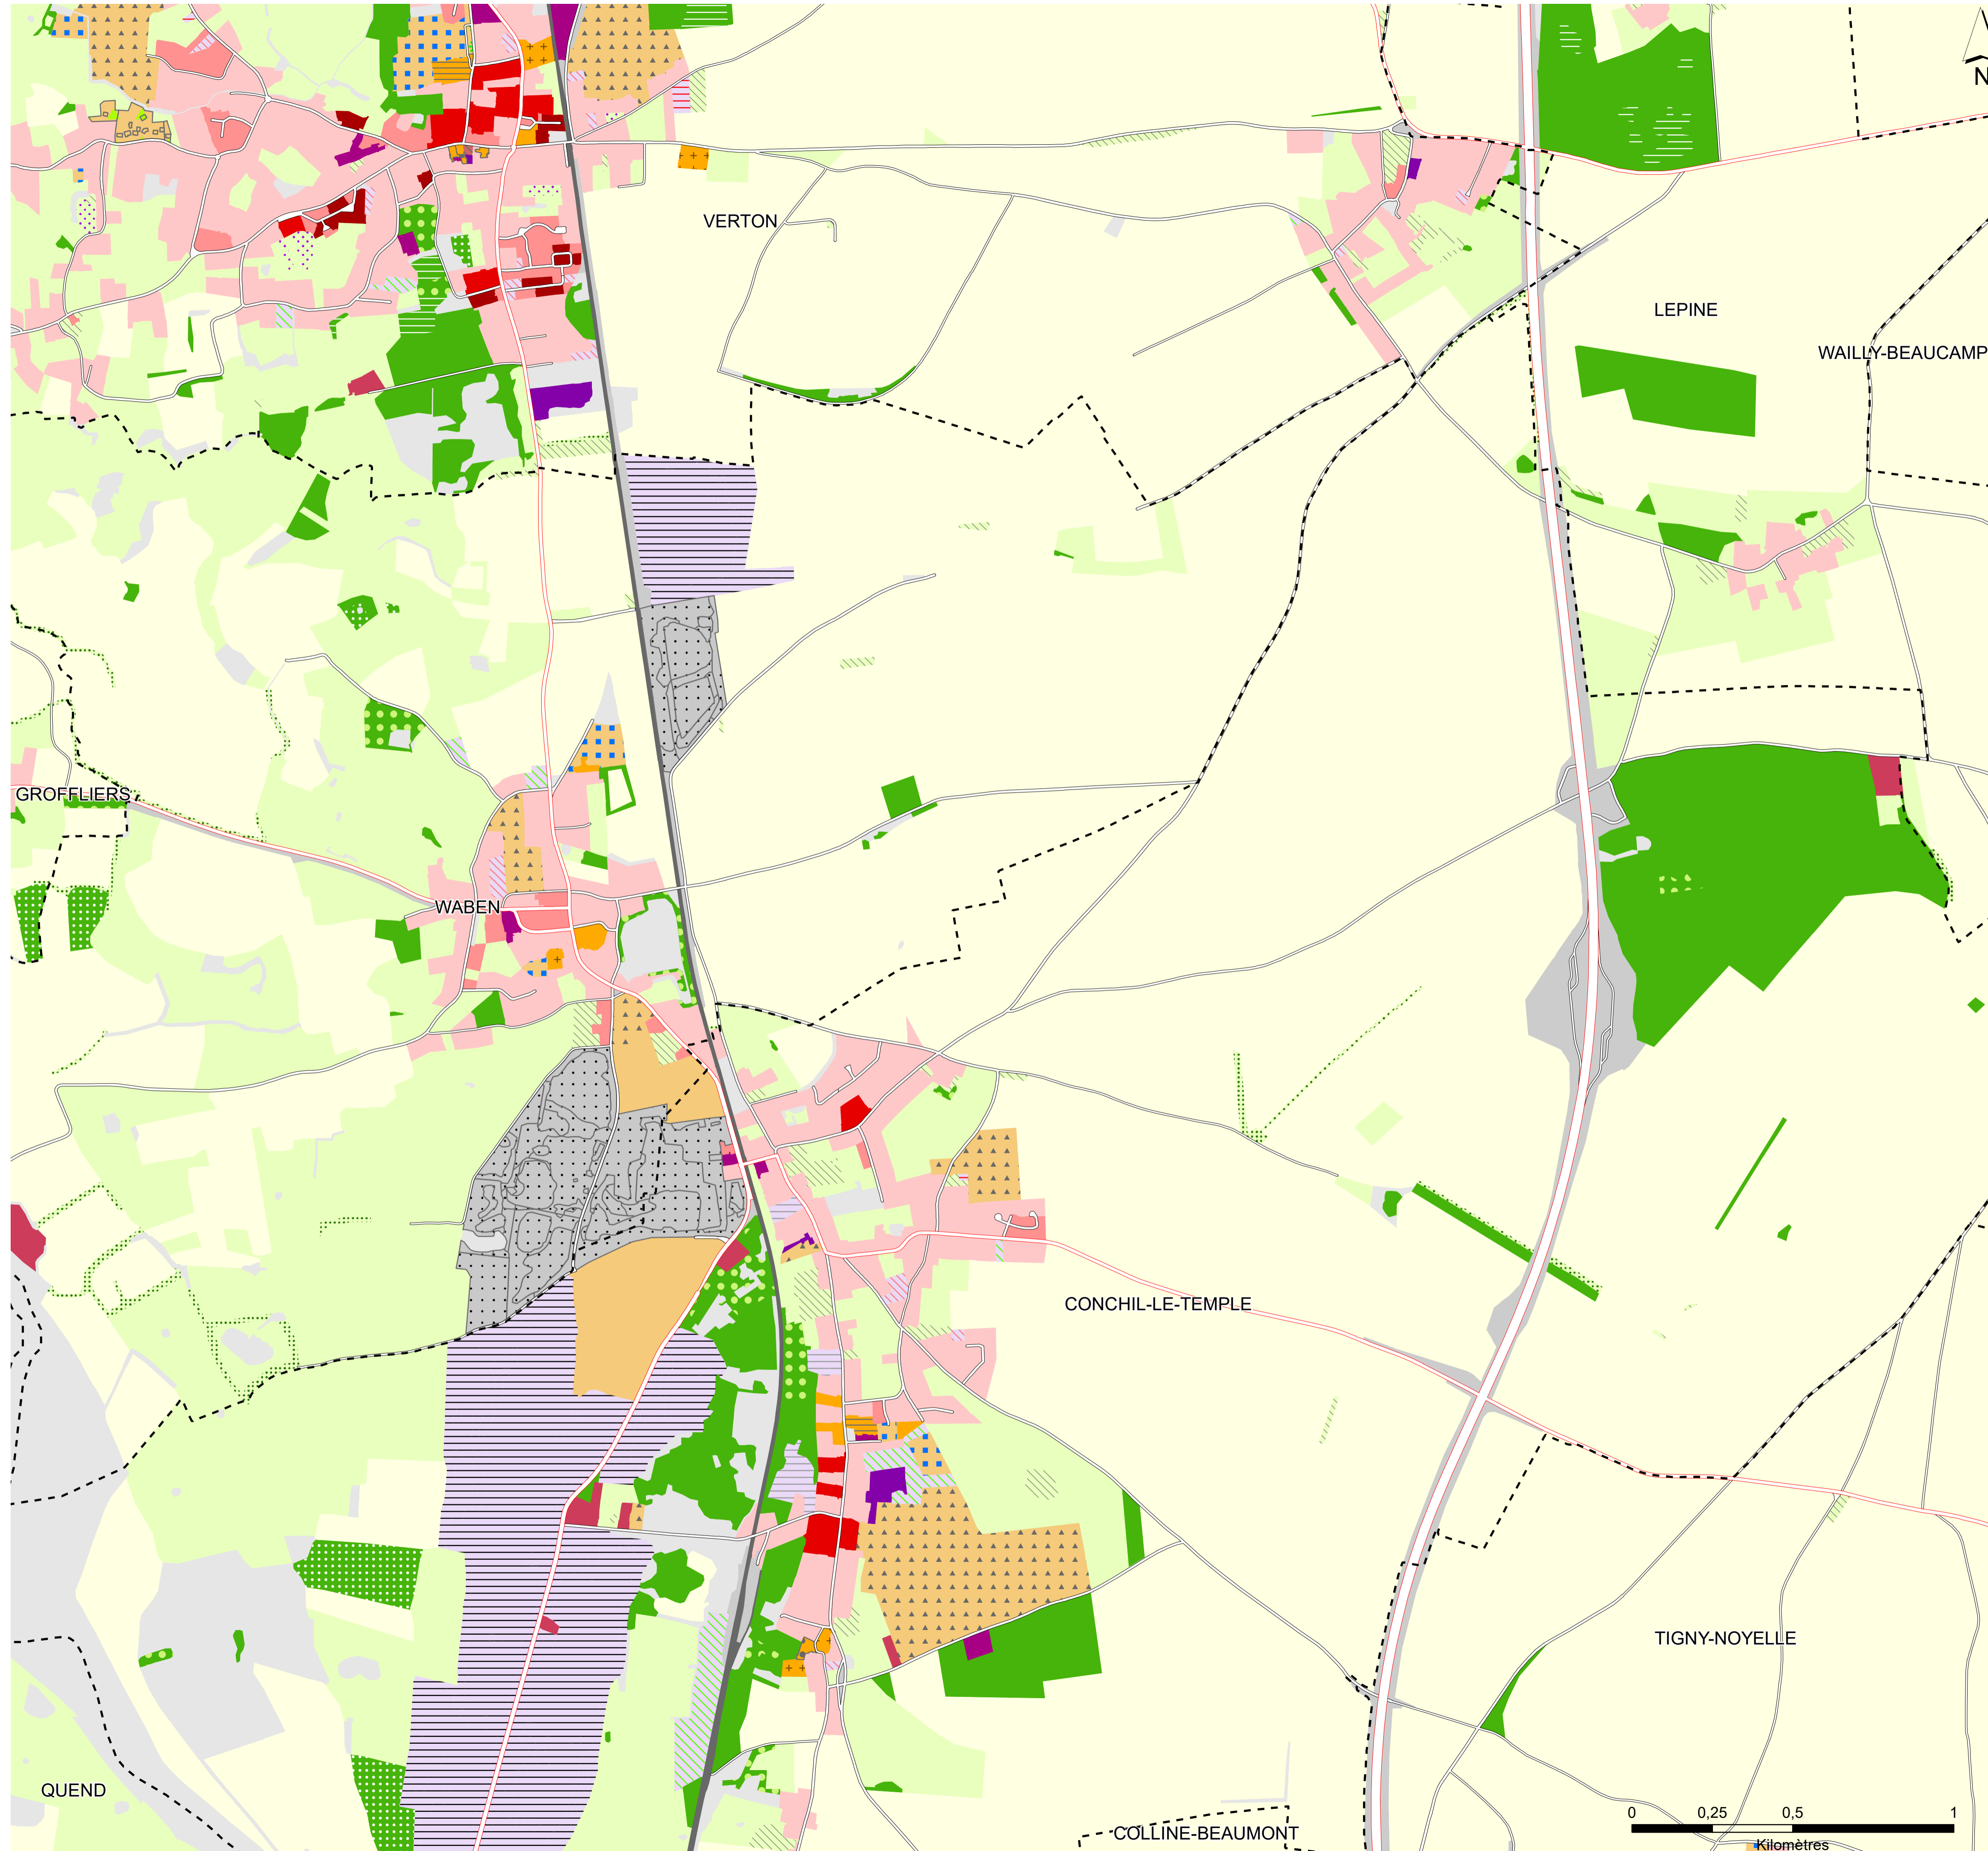 N
VERTON
LEPINE
WAILLY-BEAUCAMP
GROFFLIERS
WABEN
CONCHIL-LE-TEMPLE
TIGNY-NOYELLE
QUEND
COLLINE-BEAUMONT
0 0,25 0,5 1
Kilomètres